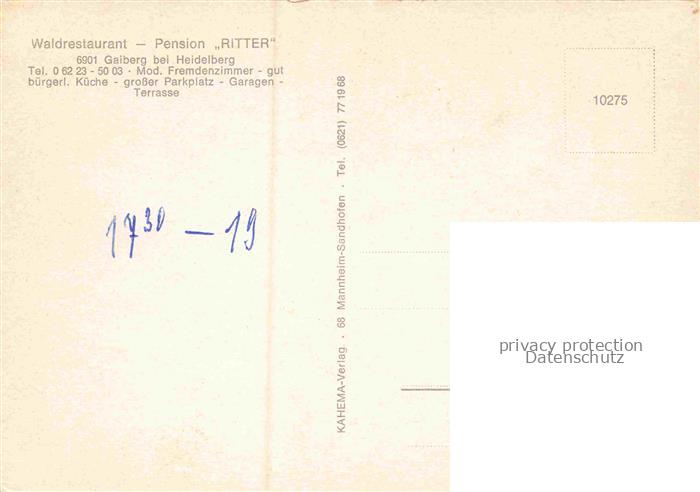 Waldrestaurant — Pension „RITTER“
6901 Gaiberg bei Heidelberg
Tel. 0 62 23 - 50 03 · Mod. Fremdenzimmer - gut
bürgerl. Küche - großer Parkplatz - Garagen -
Terrasse
17³⁰ — 19
KAHEMA-Verlag · 68 Mannheim-Sandhofen · Tel. (0621) 77 19 68
10275
privacy protection
Datenschutz